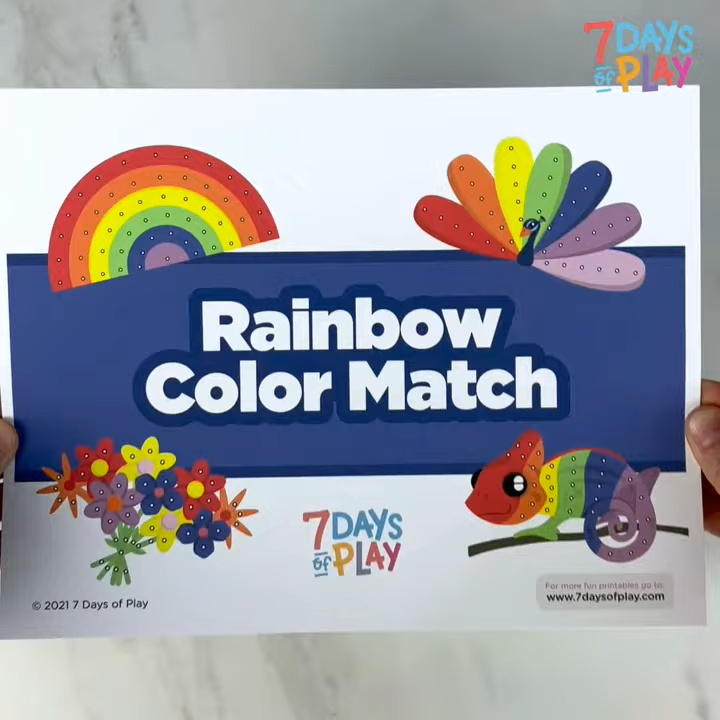 7 DAYS
of PLAY
Rainbow
Color Match
7 DAYS
of PLAY
For more fun printables go to:
www.7daysofplay.com
© 2021 7 Days of Play